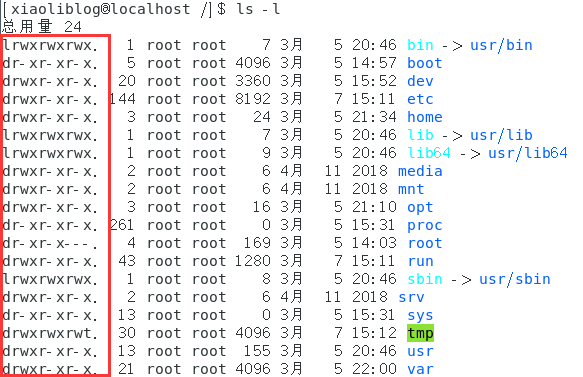 [xiaoliblog@localhost /]$ ls -l
总用量 24
lrwxrwxrwx.   1 root root    7 3月   5 20:46 bin -> usr/bin
dr-xr-xr-x.   5 root root 4096 3月   5 14:57 boot
drwxr-xr-x.  20 root root 3360 3月   5 15:52 dev
drwxr-xr-x. 144 root root 8192 3月   7 15:11 etc
drwxr-xr-x.   3 root root   24 3月   5 21:34 home
lrwxrwxrwx.   1 root root    7 3月   5 20:46 lib -> usr/lib
lrwxrwxrwx.   1 root root    9 3月   5 20:46 lib64 -> usr/lib64
drwxr-xr-x.   2 root root    6 4月  11 2018 media
drwxr-xr-x.   2 root root    6 4月  11 2018 mnt
drwxr-xr-x.   3 root root   16 3月   5 21:10 opt
dr-xr-xr-x. 261 root root    0 3月   5 15:31 proc
dr-xr-x---.   4 root root  169 3月   5 14:03 root
drwxr-xr-x.  43 root root 1280 3月   7 15:11 run
lrwxrwxrwx.   1 root root    8 3月   5 20:46 sbin -> usr/sbin
drwxr-xr-x.   2 root root    6 4月  11 2018 srv
dr-xr-xr-x.  13 root root    0 3月   5 15:31 sys
drwxrwxrwt.  30 root root 4096 3月   7 15:12 tmp
drwxr-xr-x.  13 root root  155 3月   5 20:46 usr
drwxr-xr-x.  21 root root 4096 3月   5 22:00 var